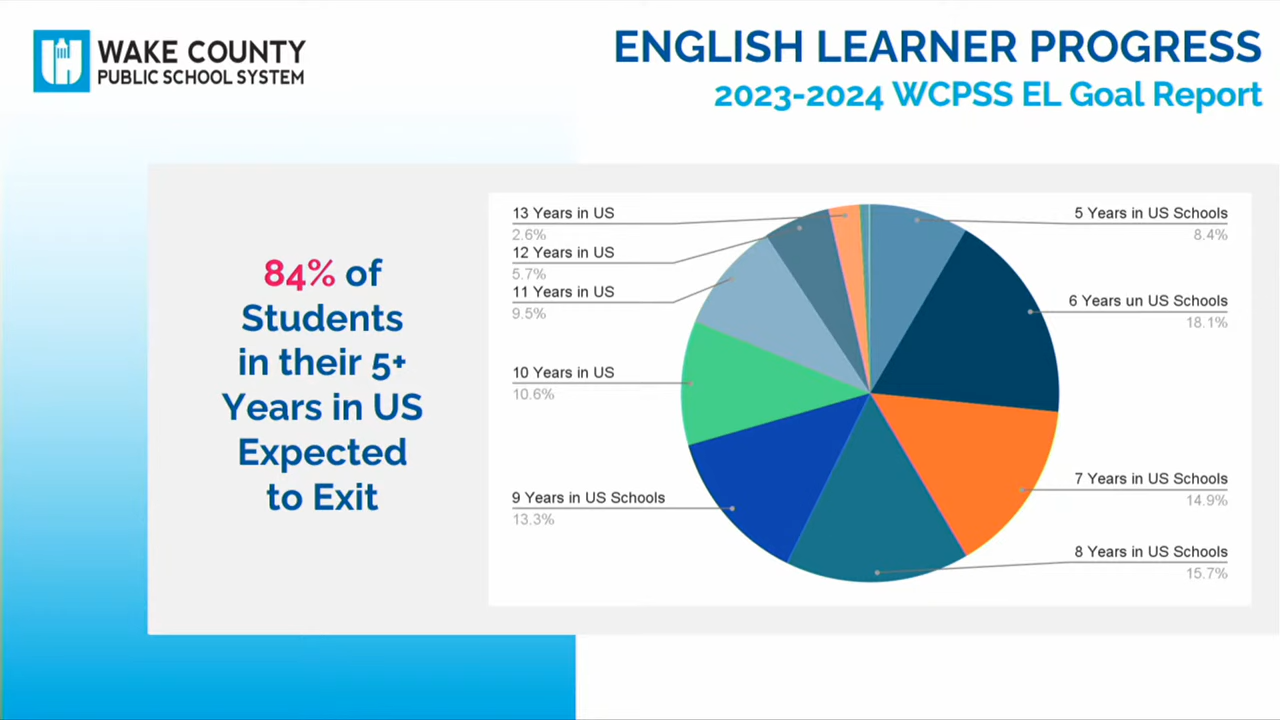 WAKE COUNTY
PUBLIC SCHOOL SYSTEM
ENGLISH LEARNER PROGRESS
2023-2024 WCPSS EL Goal Report
84% of
Students
in their 5+
Years in US
Expected
to Exit
13 Years in US
2.6%
12 Years in US
5.7%
11 Years in US
9.5%
10 Years in US
10.6%
9 Years in US Schools
13.3%
5 Years in US Schools
8.4%
6 Years un US Schools
18.1%
7 Years in US Schools
14.9%
8 Years in US Schools
15.7%